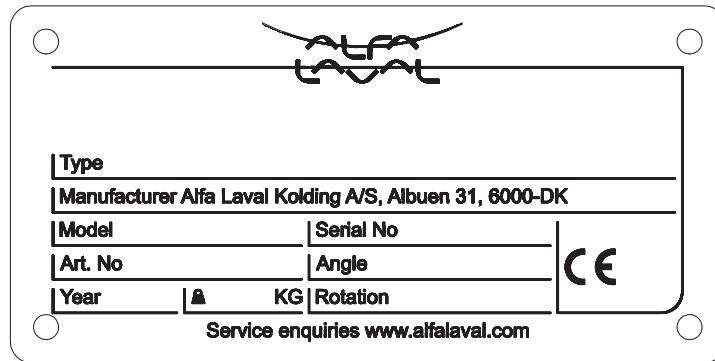 ALFA
LAVAL
Type
Manufacturer Alfa Laval Kolding A/S, Albuen 31, 6000-DK
Model Serial No
Art. No Angle
CE
Year KG Rotation
Service enquiries www.alfalaval.com